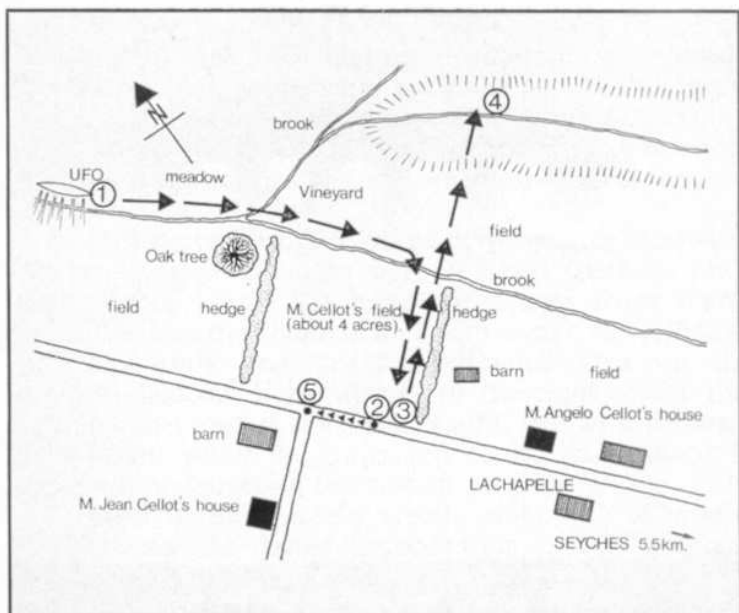 ④
brook
UFO
①
meadow
Vineyard
field
Oak tree
brook
field
hedge
M. Cellot's field
(about 4 acres).
hedge
barn
field
⑤
②
③
M. Angelo Cellot's house
barn
LACHAPELLE
M. Jean Cellot's house
SEYCHES 5.5km.